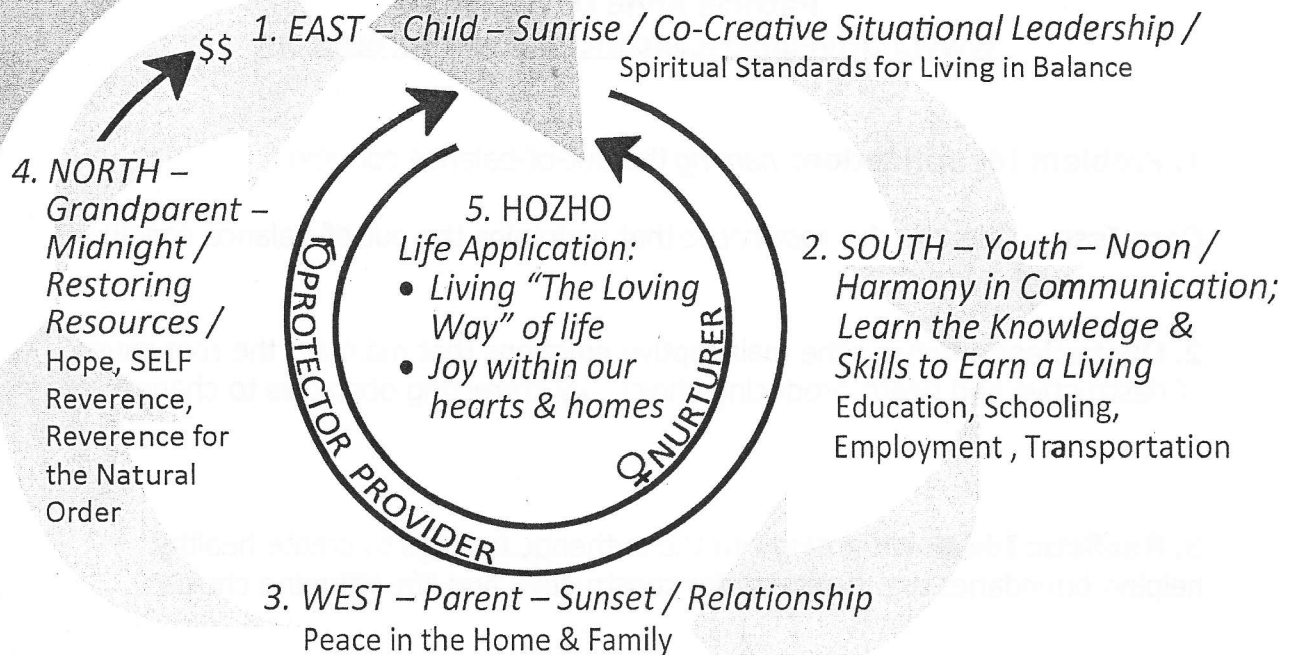 $$
1. EAST – Child – Sunrise / Co-Creative Situational Leadership /
Spiritual Standards for Living in Balance
4. NORTH –
Grandparent –
Midnight /
Restoring
Resources /
Hope, SELF
Reverence,
Reverence for
the Natural
Order
5. HOZHO
Life Application:
• Living "The Loving
Way" of life
• Joy within our
hearts & homes
PROTECTOR PROVIDER
NURTURER
2. SOUTH – Youth – Noon /
Harmony in Communication;
Learn the Knowledge &
Skills to Earn a Living
Education, Schooling,
Employment , Transportation
3. WEST – Parent – Sunset / Relationship
Peace in the Home & Family